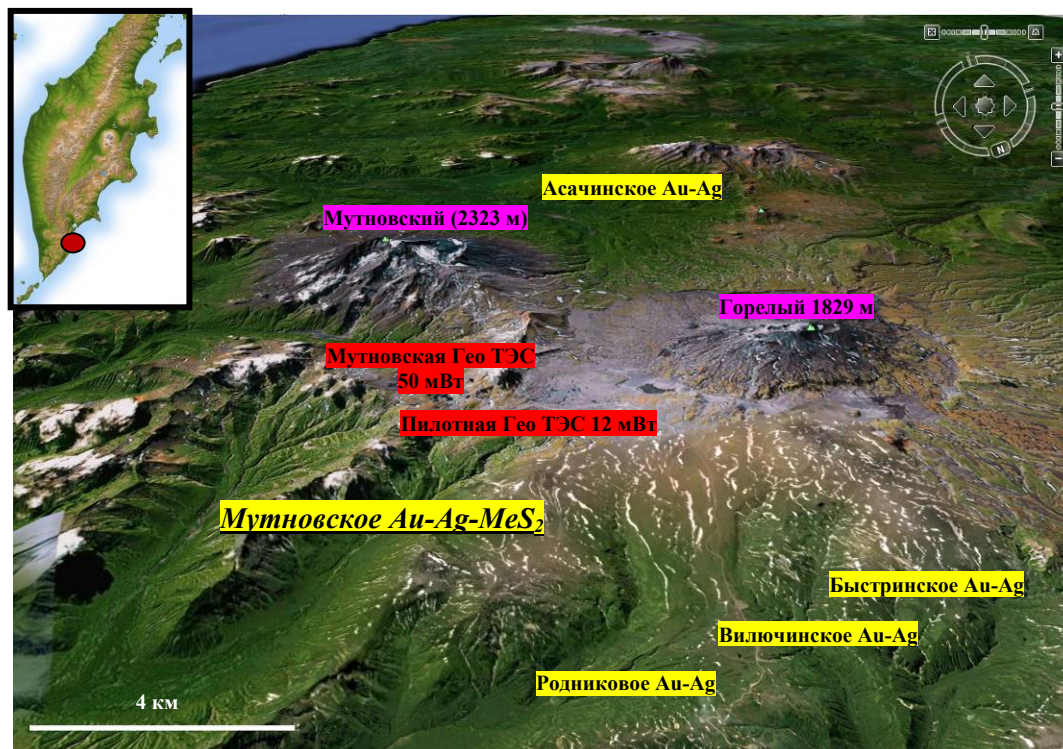 Асачинское Au-Ag
Мутновский (2323 м)
Горелый 1829 м
Мутновская Гео ТЭС
50 мВт
Пилотная Гео ТЭС 12 мВт
Мутновское Au-Ag-MeS₂
Быстринское Au-Ag
Вилючинское Au-Ag
Родниковое Au-Ag
4 км
N